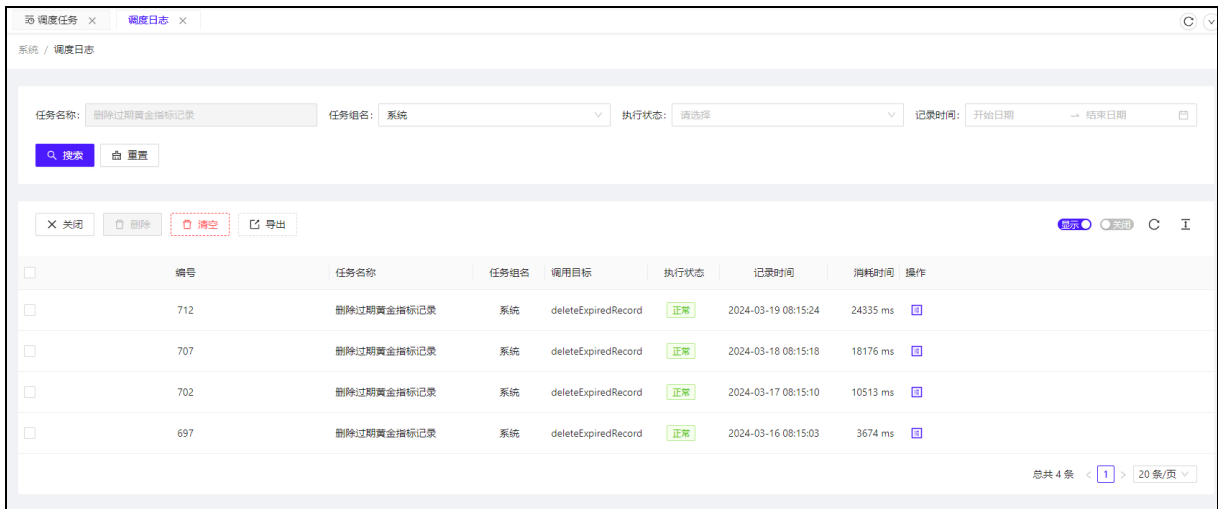 调度任务 调度日志
系统 / 调度日志
任务名称: 删除过期黄金指标记录 任务组名: 系统 执行状态: 请选择 记录时间: 开始日期 → 结束日期
搜索 重置
关闭 删除 清空 导出 显示 关闭
编号 任务名称 任务组名 调用目标 执行状态 记录时间 消耗时间 操作
712 删除过期黄金指标记录 系统 deleteExpiredRecord 正常 2024-03-19 08:15:24 24335 ms
707 删除过期黄金指标记录 系统 deleteExpiredRecord 正常 2024-03-18 08:15:18 18176 ms
702 删除过期黄金指标记录 系统 deleteExpiredRecord 正常 2024-03-17 08:15:10 10513 ms
697 删除过期黄金指标记录 系统 deleteExpiredRecord 正常 2024-03-16 08:15:03 3674 ms
总共 4 条 < 1 > 20 条/页